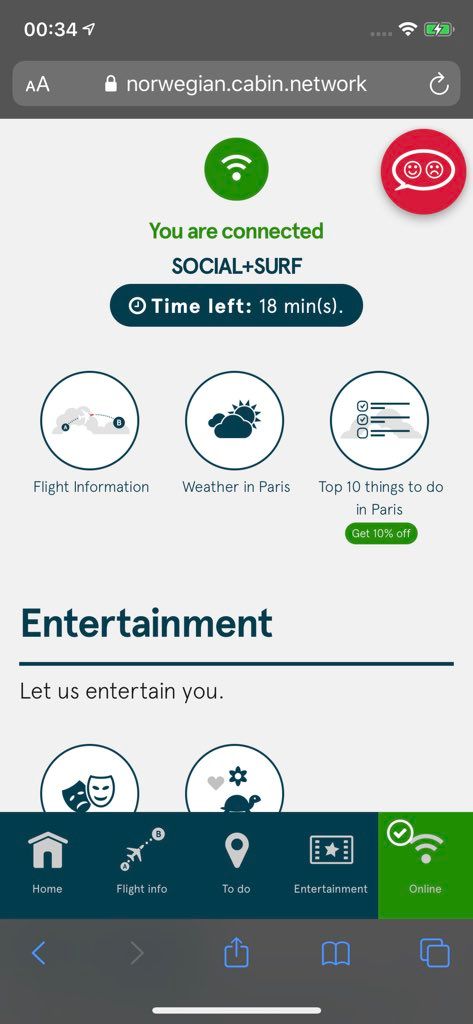 00:34
AA norwegian.cabin.network
You are connected
SOCIAL+SURF
Time left: 18 min(s).
A B
Flight Information
Weather in Paris
Top 10 things to do
in Paris
Get 10% off
Entertainment
Let us entertain you.
A B
Home
Flight info
To do
Entertainment
Online